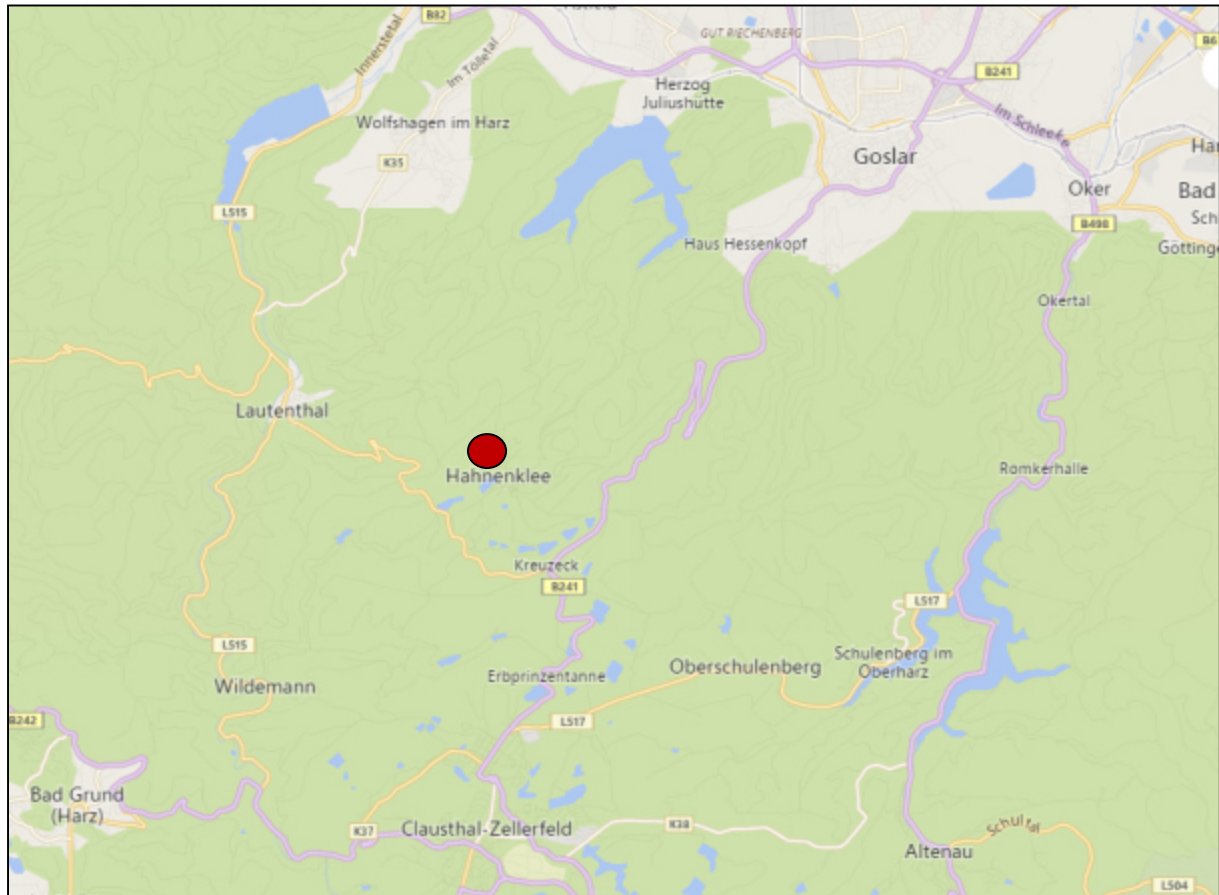 B82
GUT RIECHENBERG
B241
Innerstetal
Im Tölletal
Herzog
Juliushütte
Wolfshagen im Harz
Im Schleeke
K35
Goslar
Oker
Bad
L515
B498
Haus Hessenkopf
Okertal
Lautenthal
Hahnenklee
Romkerhalle
Kreuzeck
B241
L517
L515
Oberschulenberg
Schulenberg im
Oberharz
Erbprinzentanne
Wildemann
B242
L517
Bad Grund
(Harz)
K37
Clausthal-Zellerfeld
K38
Schultal
Altenau
L504